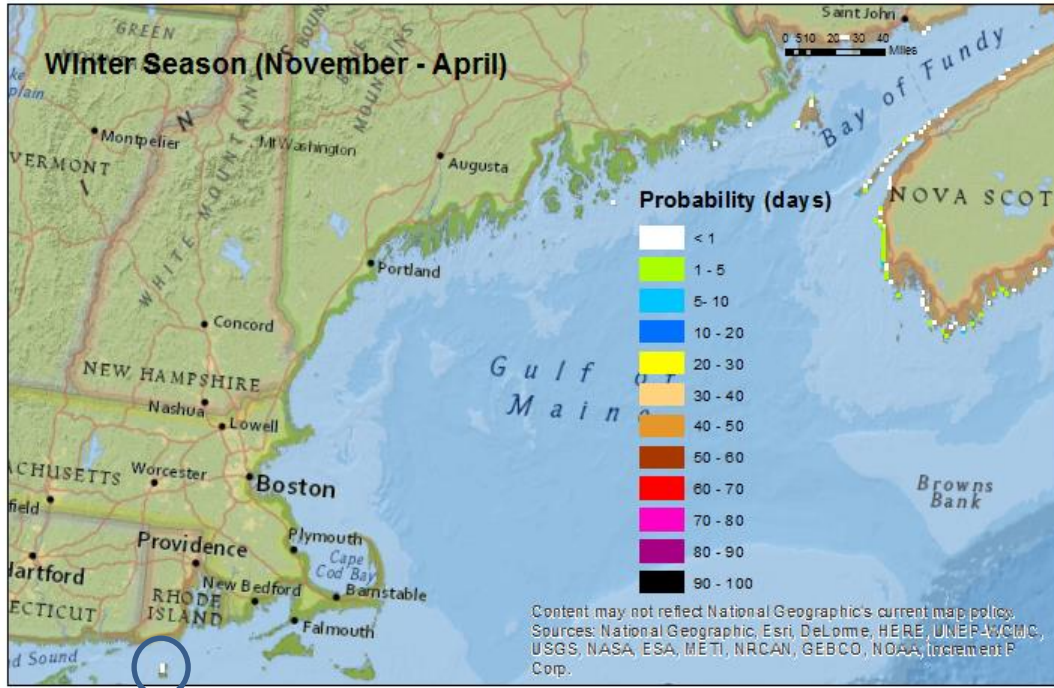 Winter Season (November - April)
GREEN
Saint John
0 5 10 20 30 40
Miles
Bay of Fundy
Montpelier
Mt Washington
VERMONT
WHITE MOUNTAINS
MOUNTAINS
Augusta
NOVA SCOT
Probability (days)
< 1
1 - 5
5- 10
10 - 20
20 - 30
30 - 40
40 - 50
50 - 60
60 - 70
70 - 80
80 - 90
90 - 100
Portland
Concord
NEW HAMPSHIRE
Gulf of
Maine
Nashua
Lowell
ACHUSETTS
Worcester
Boston
Browns
Bank
field
Plymouth
Providence
Cape
Cod Bay
Hartford
New Bedford
Barnstable
RHODE
ISLAND
ECTICUT
Falmouth
d Sound
Content may not reflect National Geographic's current map policy.
Sources: National Geographic, Esri, DeLorme, HERE, UNEP-WCMC,
USGS, NASA, ESA, METI, NRCAN, GEBCO, NOAA, increment P
Corp.